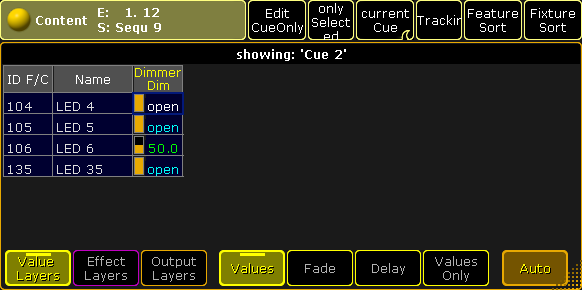 Content
E: 1. 12
S: Sequ 9
Edit
CueOnly
only
Select
ed
current
Cue
Trackin
Feature
Sort
Fixture
Sort
showing: 'Cue 2'
ID F/C Name Dimmer
Dim
104 LED 4 open
105 LED 5 open
106 LED 6 50.0
135 LED 35 open
Value
Layers
Effect
Layers
Output
Layers
Values
Fade
Delay
Values
Only
Auto